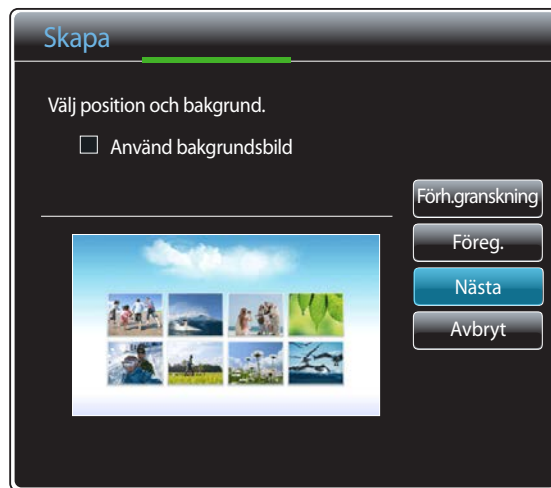 Skapa
Välj position och bakgrund.
Använd bakgrundsbild
Förh.granskning
Föreg.
Nästa
Avbryt